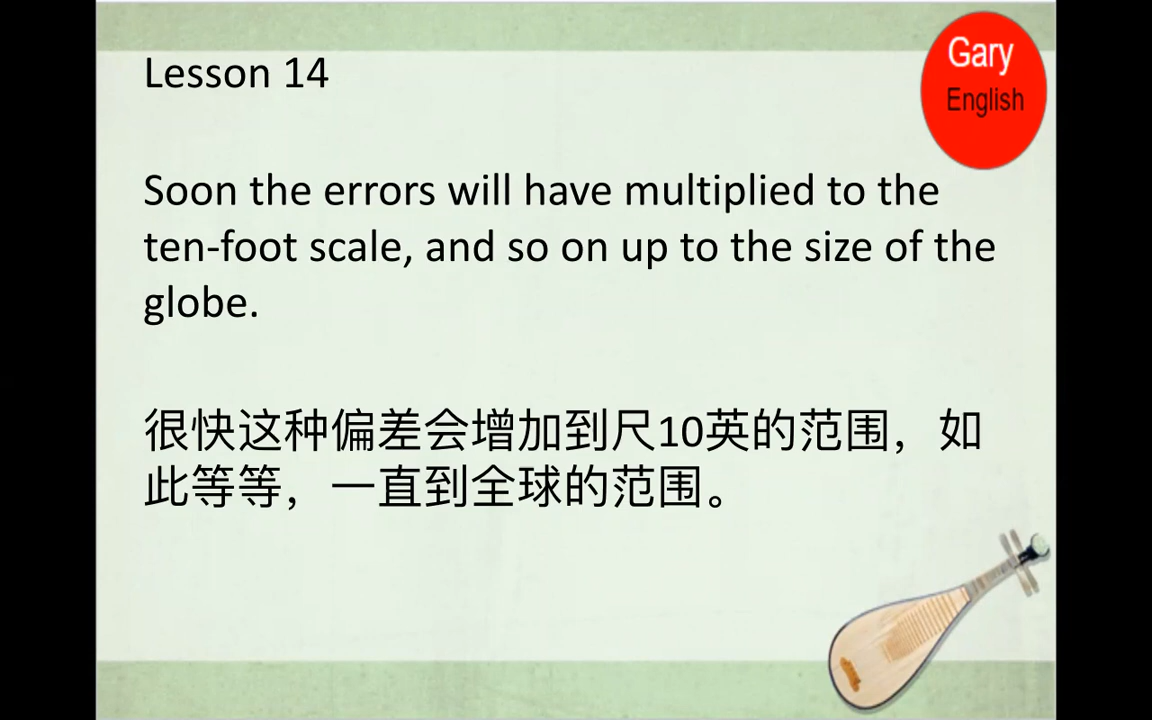 Lesson 14
Gary
English
Soon the errors will have multiplied to the
ten-foot scale, and so on up to the size of the
globe.
很快这种偏差会增加到尺10英的范围，如
此等等，一直到全球的范围。